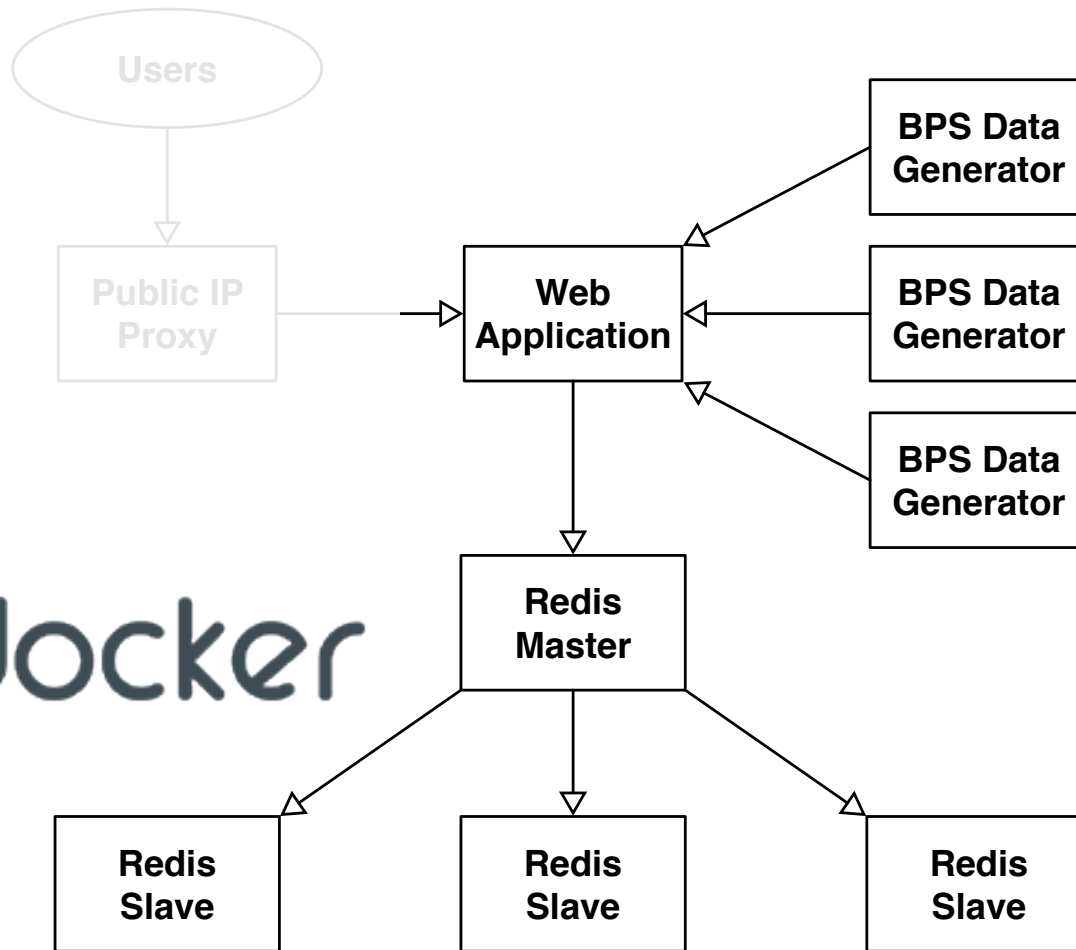 Users
BPS Data
Generator
Public IP
Proxy
Web
Application
BPS Data
Generator
BPS Data
Generator
Redis
Master
docker
Redis
Slave
Redis
Slave
Redis
Slave